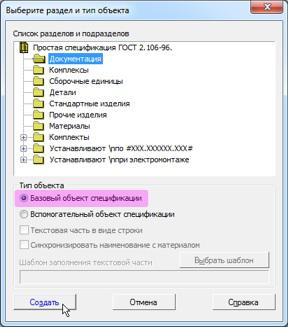 Выберите раздел и тип объекта
Список разделов и подразделов
Простая спецификация ГОСТ 2.106-96.
Документация
Комплексы
Сборочные единицы
Детали
Стандартные изделия
Прочие изделия
Материалы
Комплекты
Устанавливают \nпо #XXX.XXXXXX.XXX#
Устанавливают \nпри электромонтаже
Тип объекта
Базовый объект спецификации
Вспомогательный объект спецификации
Текстовая часть в виде строки
Синхронизировать наименование с материалом
Шаблон заполнения текстовой части
Выбрать шаблон
Создать
Отмена
Справка